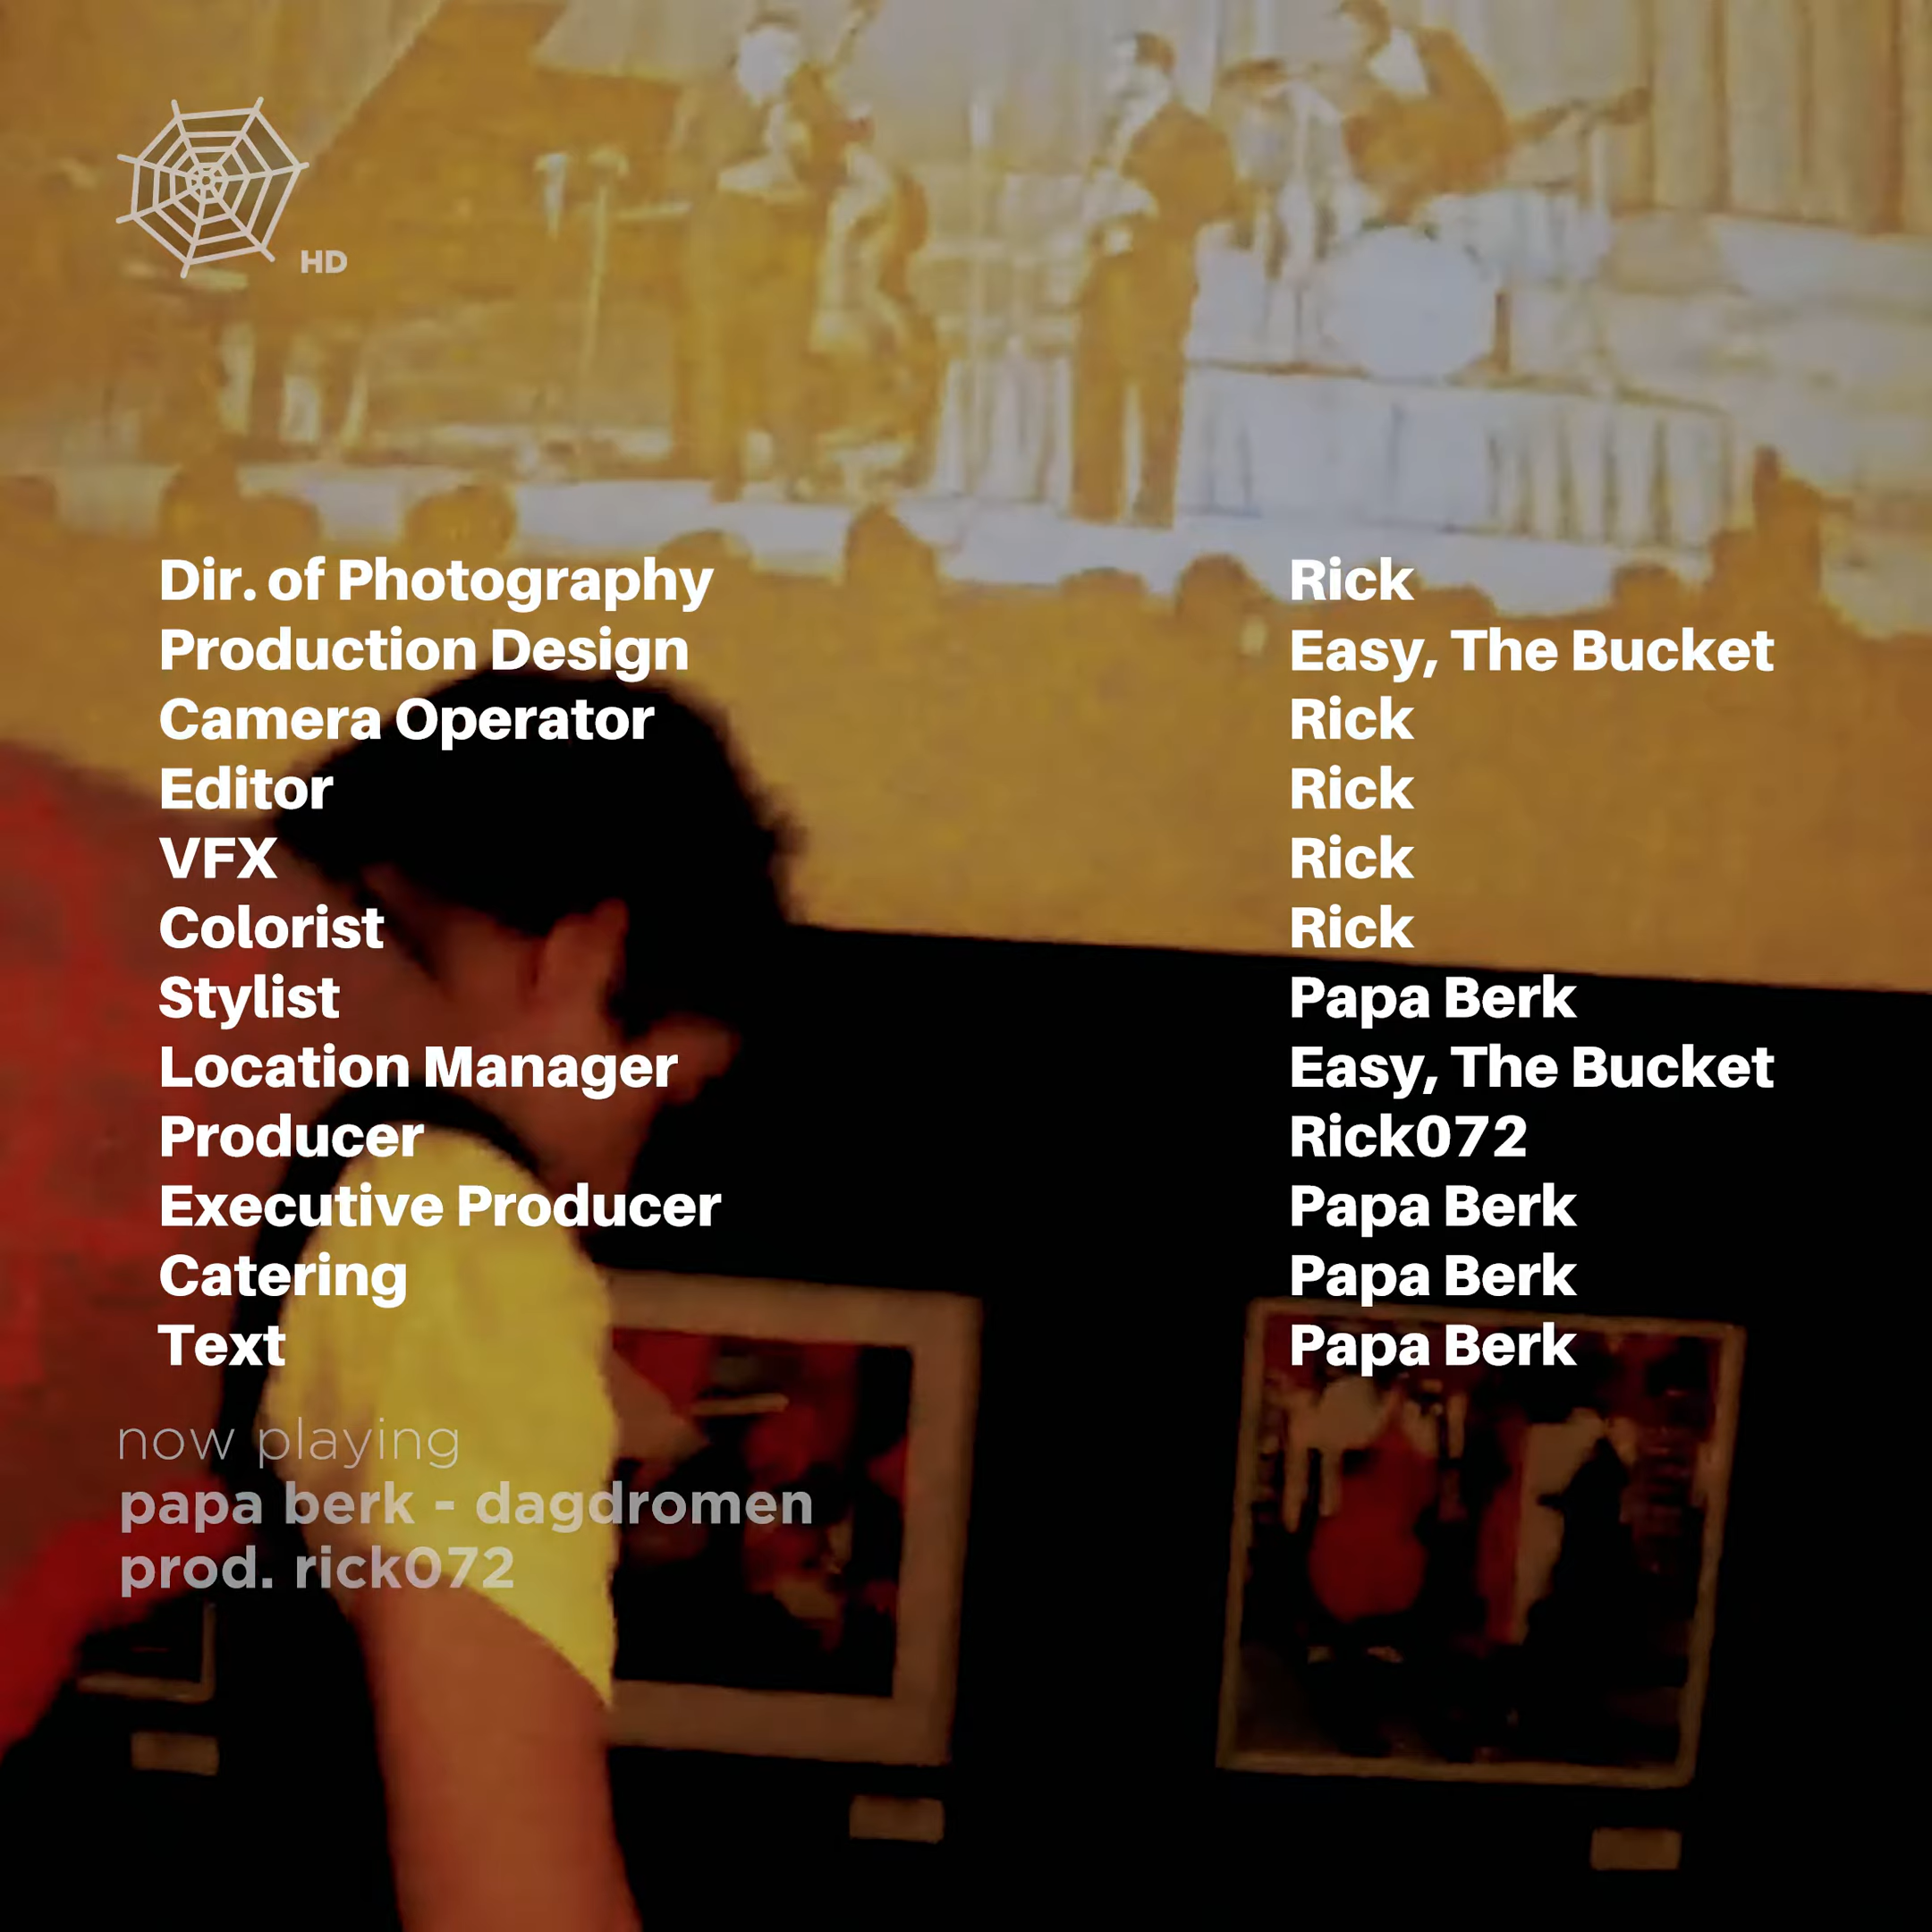 HD
Dir. of Photography Rick
Production Design Easy, The Bucket
Camera Operator Rick
Editor Rick
VFX Rick
Colorist Rick
Stylist Papa Berk
Location Manager Easy, The Bucket
Producer Rick072
Executive Producer Papa Berk
Catering Papa Berk
Text Papa Berk
now playing
papa berk - dagdromen
prod. rick072